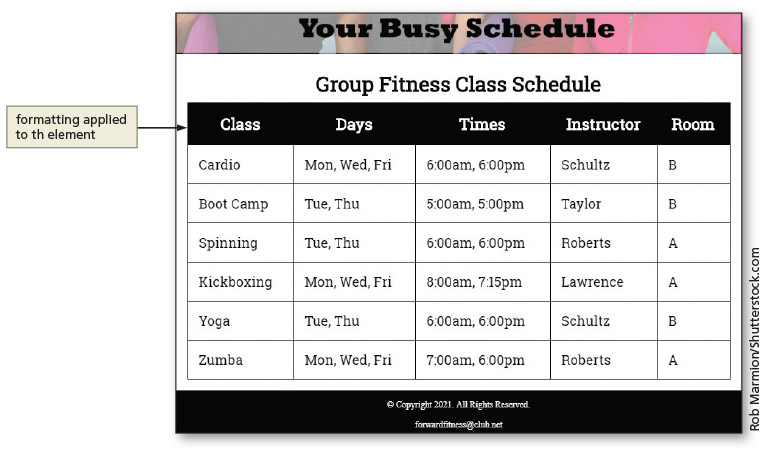 Your Busy Schedule
Group Fitness Class Schedule
formatting applied
to th element
Class Days Times Instructor Room
Cardio Mon, Wed, Fri 6:00am, 6:00pm Schultz B
Boot Camp Tue, Thu 5:00am, 5:00pm Taylor B
Spinning Tue, Thu 6:00am, 6:00pm Roberts A
Kickboxing Mon, Wed, Fri 8:00am, 7:15pm Lawrence A
Yoga Tue, Thu 6:00am, 6:00pm Schultz B
Zumba Mon, Wed, Fri 7:00am, 6:00pm Roberts A
© Copyright 2021. All Rights Reserved.
forwardfitness@club.net
Rob Marmion/Shutterstock.com